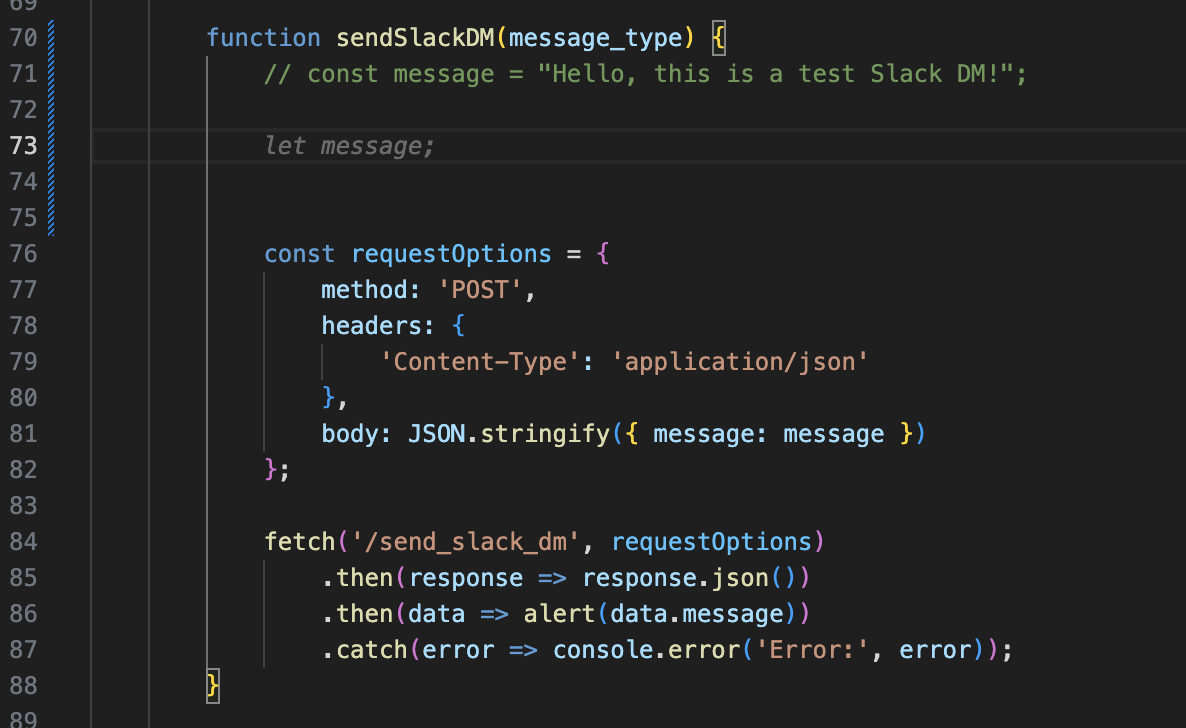 69
70 function sendSlackDM(message_type) {
71 // const message = "Hello, this is a test Slack DM!";
72
73 let message;
74
75
76 const requestOptions = {
77 method: 'POST',
78 headers: {
79 'Content-Type': 'application/json'
80 },
81 body: JSON.stringify({ message: message })
82 };
83
84 fetch('/send_slack_dm', requestOptions)
85 .then(response => response.json())
86 .then(data => alert(data.message))
87 .catch(error => console.error('Error:', error));
88 }
89